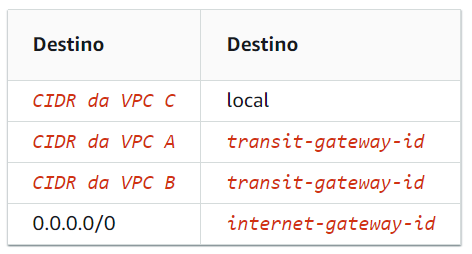 Destino Destino
CIDR da VPC C local
CIDR da VPC A transit-gateway-id
CIDR da VPC B transit-gateway-id
0.0.0.0/0 internet-gateway-id